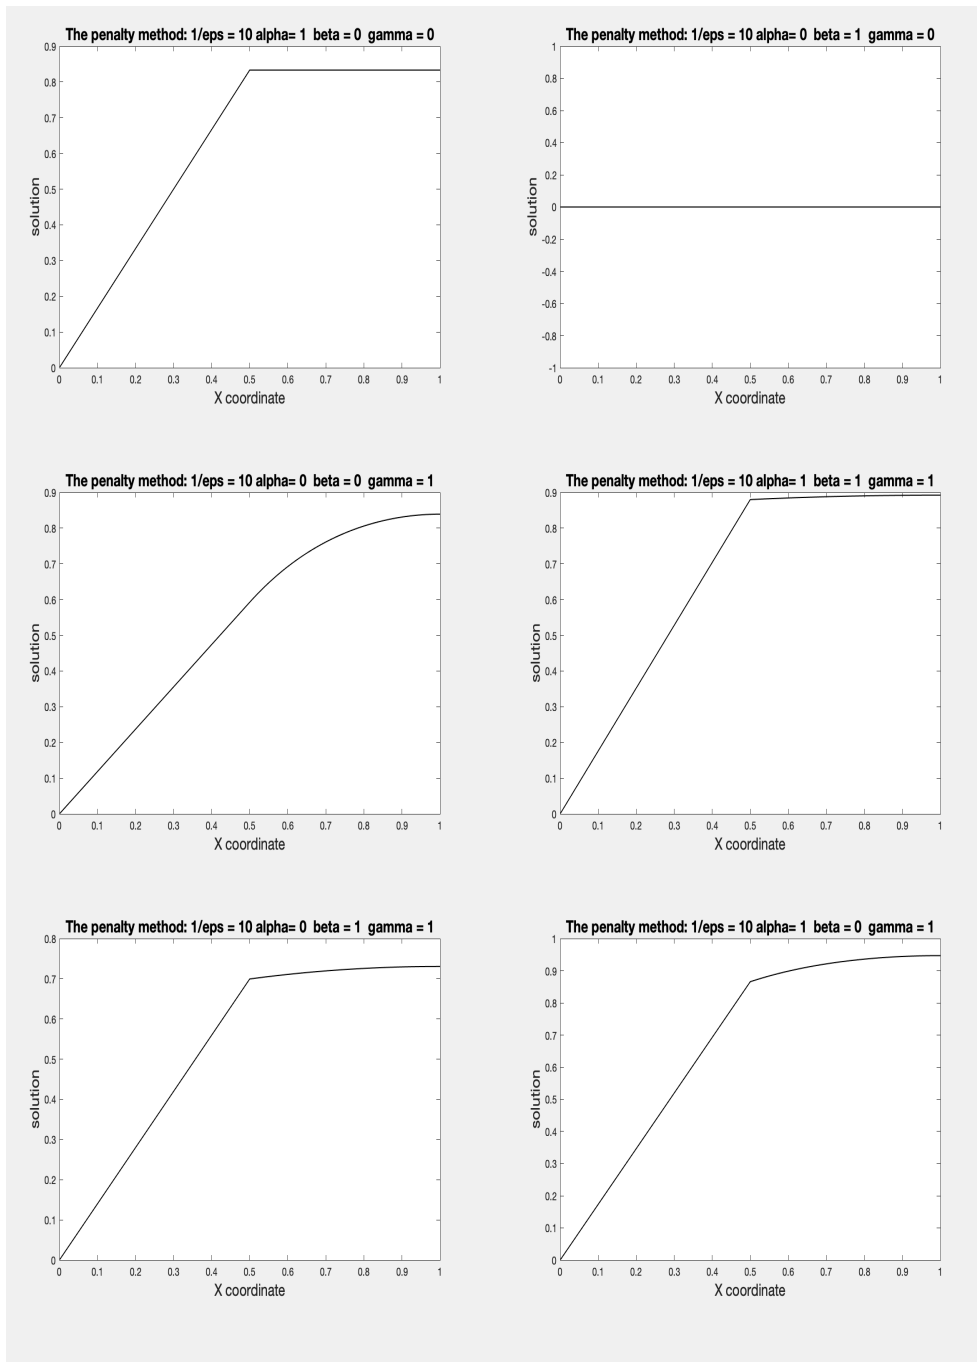 The penalty method: 1/eps = 10 alpha= 1  beta = 0  gamma = 0
0.9
0.8
0.7
0.6
0.5
0.4
0.3
0.2
0.1
0
solution
0 0.1 0.2 0.3 0.4 0.5 0.6 0.7 0.8 0.9 1
X coordinate
The penalty method: 1/eps = 10 alpha= 0  beta = 1  gamma = 0
1
0.8
0.6
0.4
0.2
0
-0.2
-0.4
-0.6
-0.8
-1
solution
0 0.1 0.2 0.3 0.4 0.5 0.6 0.7 0.8 0.9 1
X coordinate
The penalty method: 1/eps = 10 alpha= 0  beta = 0  gamma = 1
0.9
0.8
0.7
0.6
0.5
0.4
0.3
0.2
0.1
0
solution
0 0.1 0.2 0.3 0.4 0.5 0.6 0.7 0.8 0.9 1
X coordinate
The penalty method: 1/eps = 10 alpha= 1  beta = 1  gamma = 1
0.9
0.8
0.7
0.6
0.5
0.4
0.3
0.2
0.1
0
solution
0 0.1 0.2 0.3 0.4 0.5 0.6 0.7 0.8 0.9 1
X coordinate
The penalty method: 1/eps = 10 alpha= 0  beta = 1  gamma = 1
0.8
0.7
0.6
0.5
0.4
0.3
0.2
0.1
0
solution
0 0.1 0.2 0.3 0.4 0.5 0.6 0.7 0.8 0.9 1
X coordinate
The penalty method: 1/eps = 10 alpha= 1  beta = 0  gamma = 1
1
0.9
0.8
0.7
0.6
0.5
0.4
0.3
0.2
0.1
0
solution
0 0.1 0.2 0.3 0.4 0.5 0.6 0.7 0.8 0.9 1
X coordinate